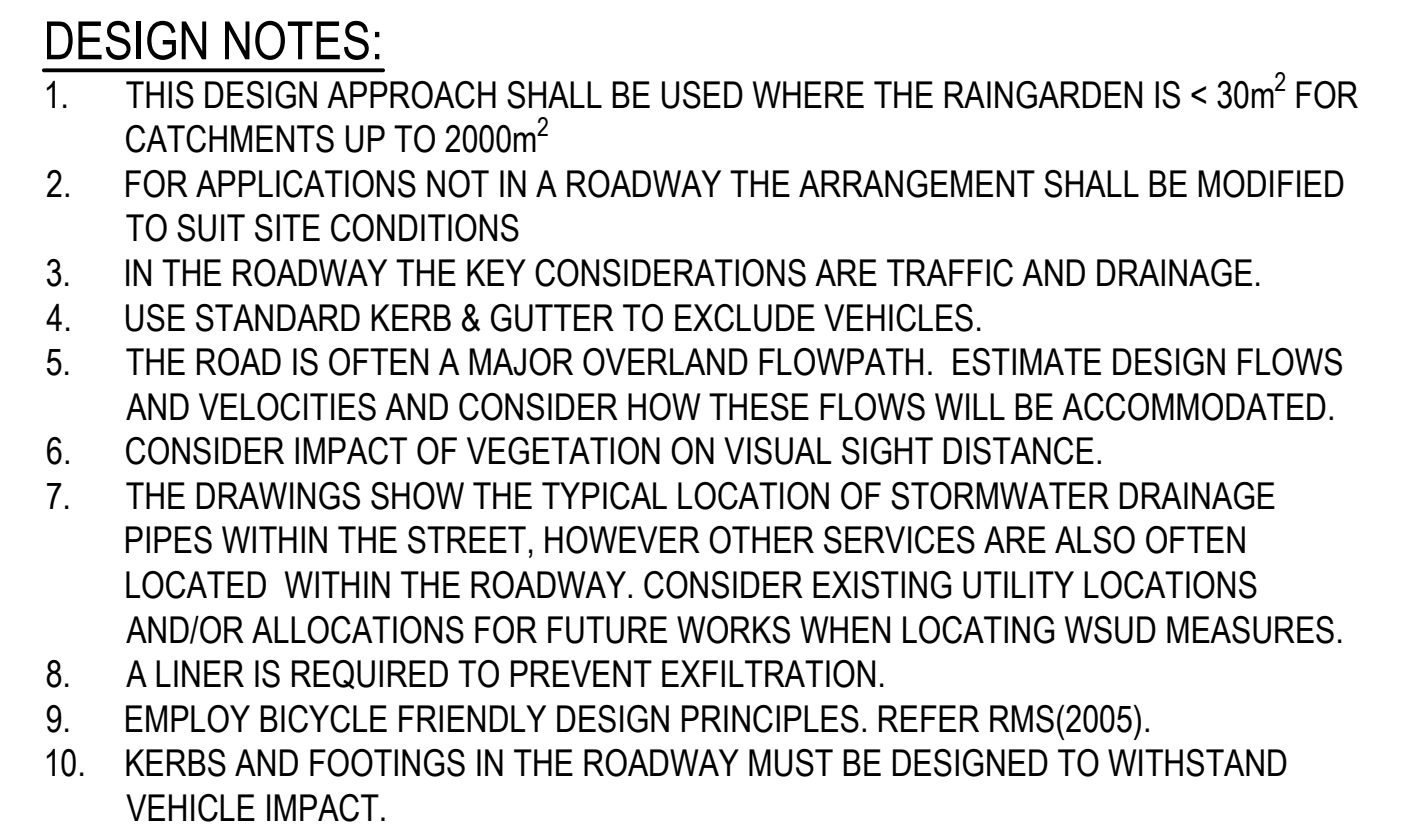 DESIGN NOTES:
1. THIS DESIGN APPROACH SHALL BE USED WHERE THE RAINGARDEN IS < 30m² FOR
CATCHMENTS UP TO 2000m²
2. FOR APPLICATIONS NOT IN A ROADWAY THE ARRANGEMENT SHALL BE MODIFIED
TO SUIT SITE CONDITIONS
3. IN THE ROADWAY THE KEY CONSIDERATIONS ARE TRAFFIC AND DRAINAGE.
4. USE STANDARD KERB & GUTTER TO EXCLUDE VEHICLES.
5. THE ROAD IS OFTEN A MAJOR OVERLAND FLOWPATH. ESTIMATE DESIGN FLOWS
AND VELOCITIES AND CONSIDER HOW THESE FLOWS WILL BE ACCOMMODATED.
6. CONSIDER IMPACT OF VEGETATION ON VISUAL SIGHT DISTANCE.
7. THE DRAWINGS SHOW THE TYPICAL LOCATION OF STORMWATER DRAINAGE
PIPES WITHIN THE STREET, HOWEVER OTHER SERVICES ARE ALSO OFTEN
LOCATED WITHIN THE ROADWAY. CONSIDER EXISTING UTILITY LOCATIONS
AND/OR ALLOCATIONS FOR FUTURE WORKS WHEN LOCATING WSUD MEASURES.
8. A LINER IS REQUIRED TO PREVENT EXFILTRATION.
9. EMPLOY BICYCLE FRIENDLY DESIGN PRINCIPLES. REFER RMS(2005).
10. KERBS AND FOOTINGS IN THE ROADWAY MUST BE DESIGNED TO WITHSTAND
VEHICLE IMPACT.